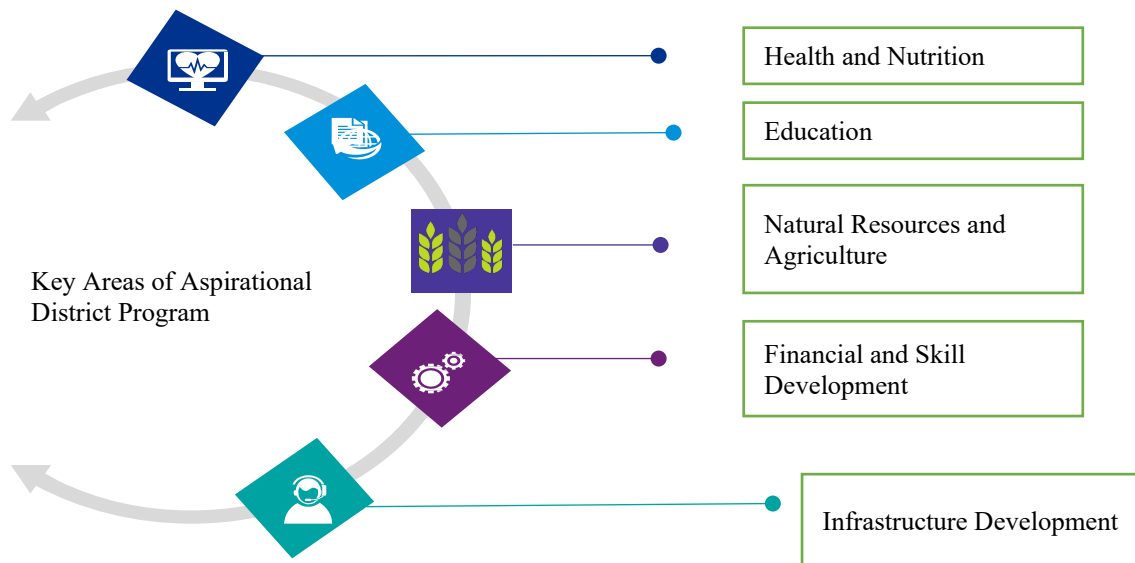 Health and Nutrition
Education
Natural Resources and
Agriculture
Key Areas of Aspirational
District Program
Financial and Skill
Development
Infrastructure Development